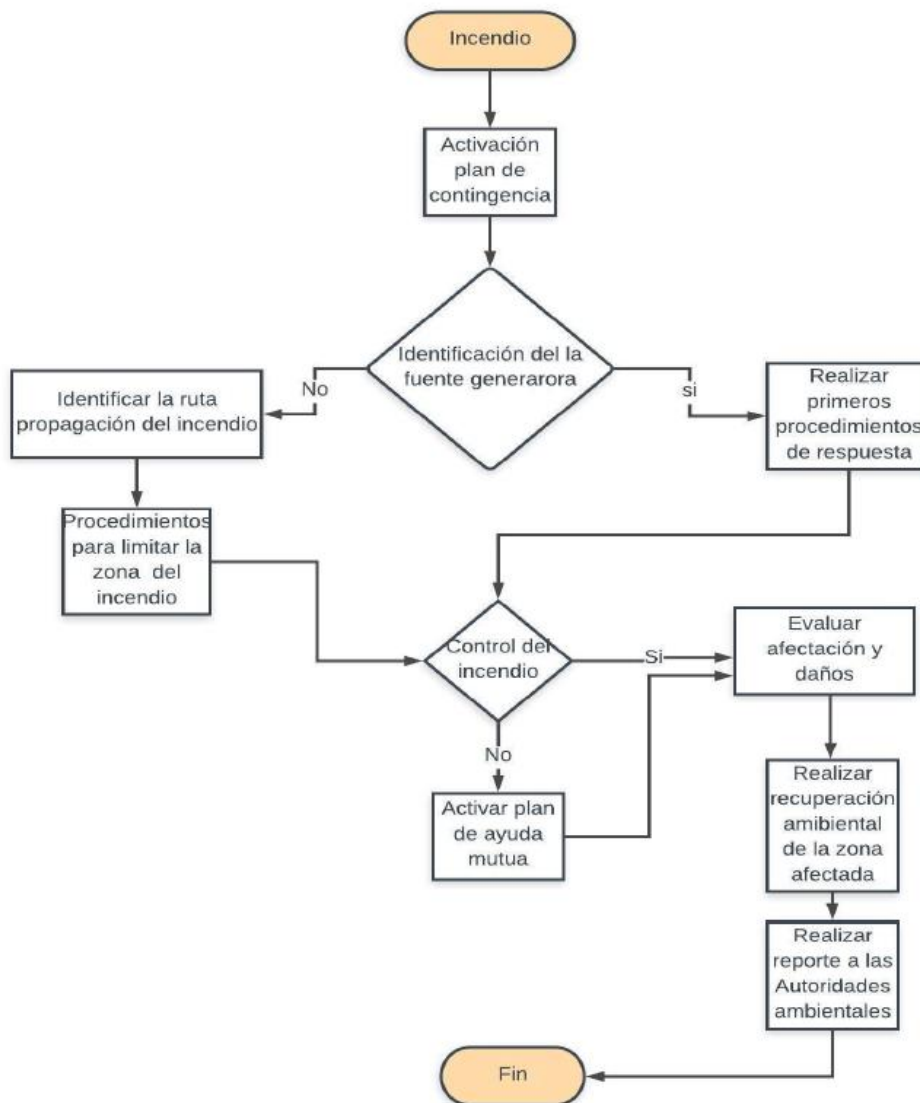 Incendio
Activación
plan de
contingencia
Identificación del la
fuente generarora
No
si
Identificar la ruta
propagación del incendio
Realizar
primeros
procedimientos
de respuesta
Procedimientos
para limitar la
zona del
incendio
Control del
incendio
Si
No
Evaluar
afectación y
daños
Activar plan
de ayuda
mutua
Realizar
recuperación
amibiental
de la zona
afectada
Realizar
reporte a las
Autoridades
ambientales
Fin